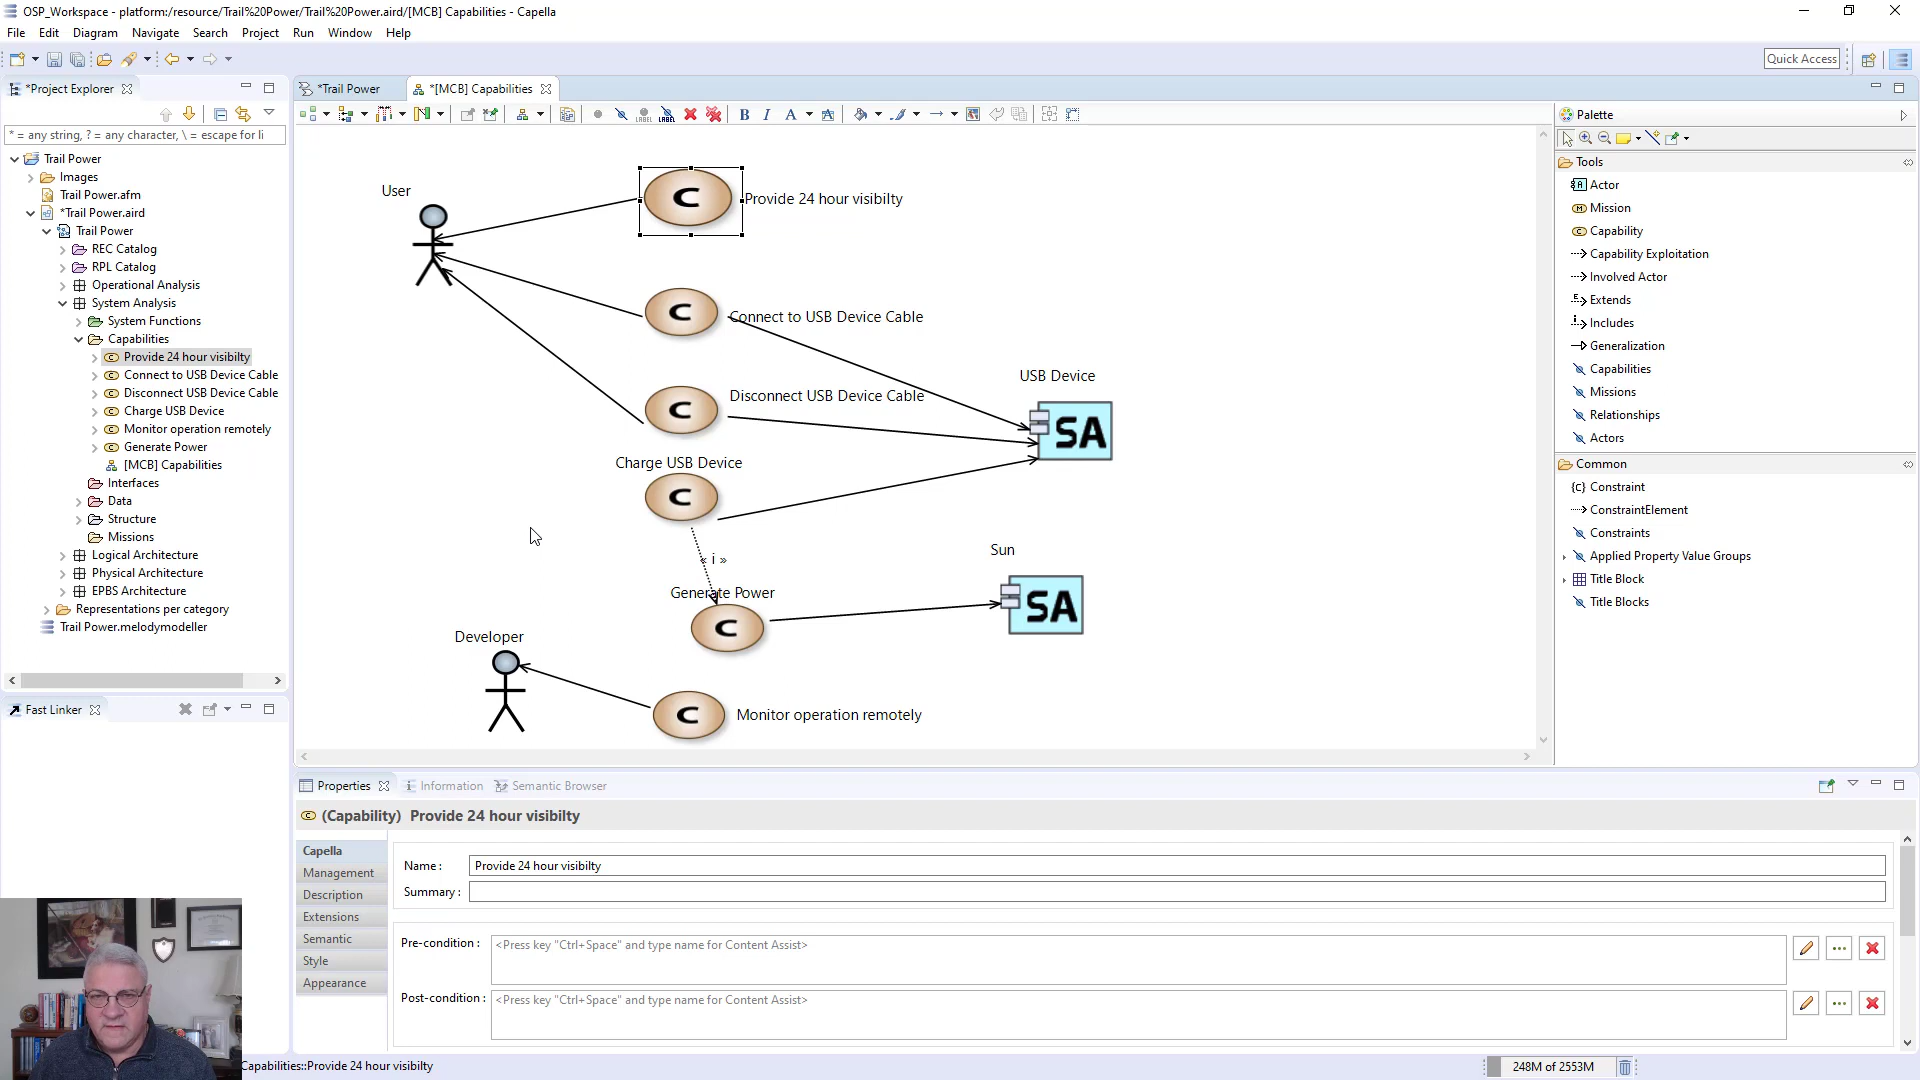 OSP_Workspace - platform:/resource/Trail%20Power/Trail%20Power.aird/[MCB] Capabilities - Capella
File Edit Diagram Navigate Search Project Run Window Help
Quick Access
*Project Explorer
* = any string, ? = any character, \ = escape for li
Trail Power
Images
Trail Power.afm
*Trail Power.aird
Trail Power
REC Catalog
RPL Catalog
Operational Analysis
System Analysis
System Functions
Capabilities
Provide 24 hour visibilty
Connect to USB Device Cable
Disconnect USB Device Cable
Charge USB Device
Monitor operation remotely
Generate Power
[MCB] Capabilities
Interfaces
Data
Structure
Missions
Logical Architecture
Physical Architecture
EPBS Architecture
Representations per category
Trail Power.melodymodeller
Fast Linker
*Trail Power
*[MCB] Capabilities
LABEL LABEL B I A A
User
C Provide 24 hour visibilty
C Connect to USB Device Cable
USB Device
C Disconnect USB Device Cable
SA
Charge USB Device
C
« i »
Sun
Generate Power
SA
C
Developer
C Monitor operation remotely
Palette
Tools
Actor
Mission
Capability
Capability Exploitation
Involved Actor
Extends
Includes
Generalization
Capabilities
Missions
Relationships
Actors
Common
{c} Constraint
ConstraintElement
Constraints
Applied Property Value Groups
Title Block
Title Blocks
Properties Information Semantic Browser
(Capability) Provide 24 hour visibilty
Capella
Management
Description
Extensions
Semantic
Style
Appearance
Name : Provide 24 hour visibilty
Summary :
Pre-condition : <Press key "Ctrl+Space" and type name for Content Assist>
Post-condition : <Press key "Ctrl+Space" and type name for Content Assist>
Capabilities::Provide 24 hour visibilty
248M of 2553M